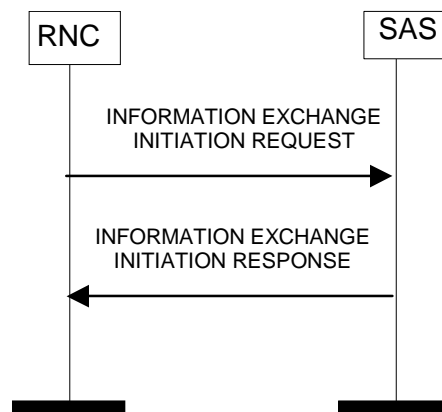 RNC
SAS
INFORMATION EXCHANGE
INITIATION REQUEST
INFORMATION EXCHANGE
INITIATION RESPONSE